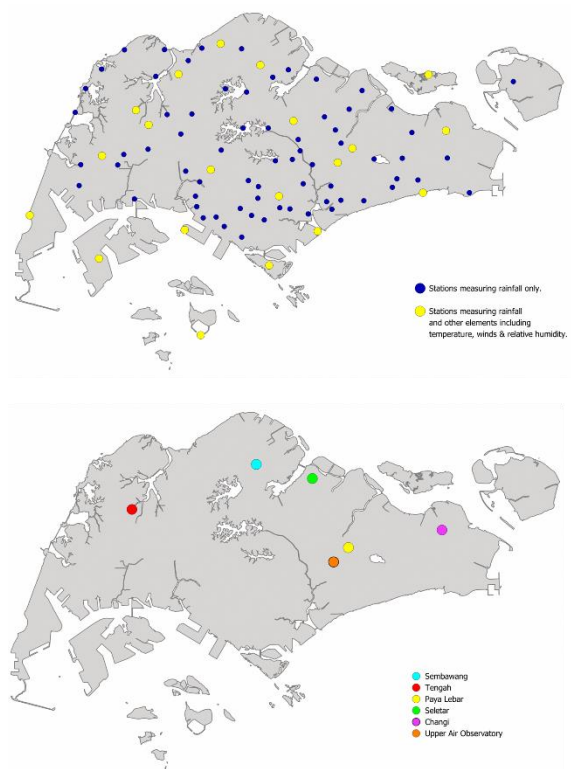 Stations measuring rainfall only.
Stations measuring rainfall
and other elements including
temperature, winds & relative humidity.
Sembawang
Tengah
Paya Lebar
Seletar
Changi
Upper Air Observatory